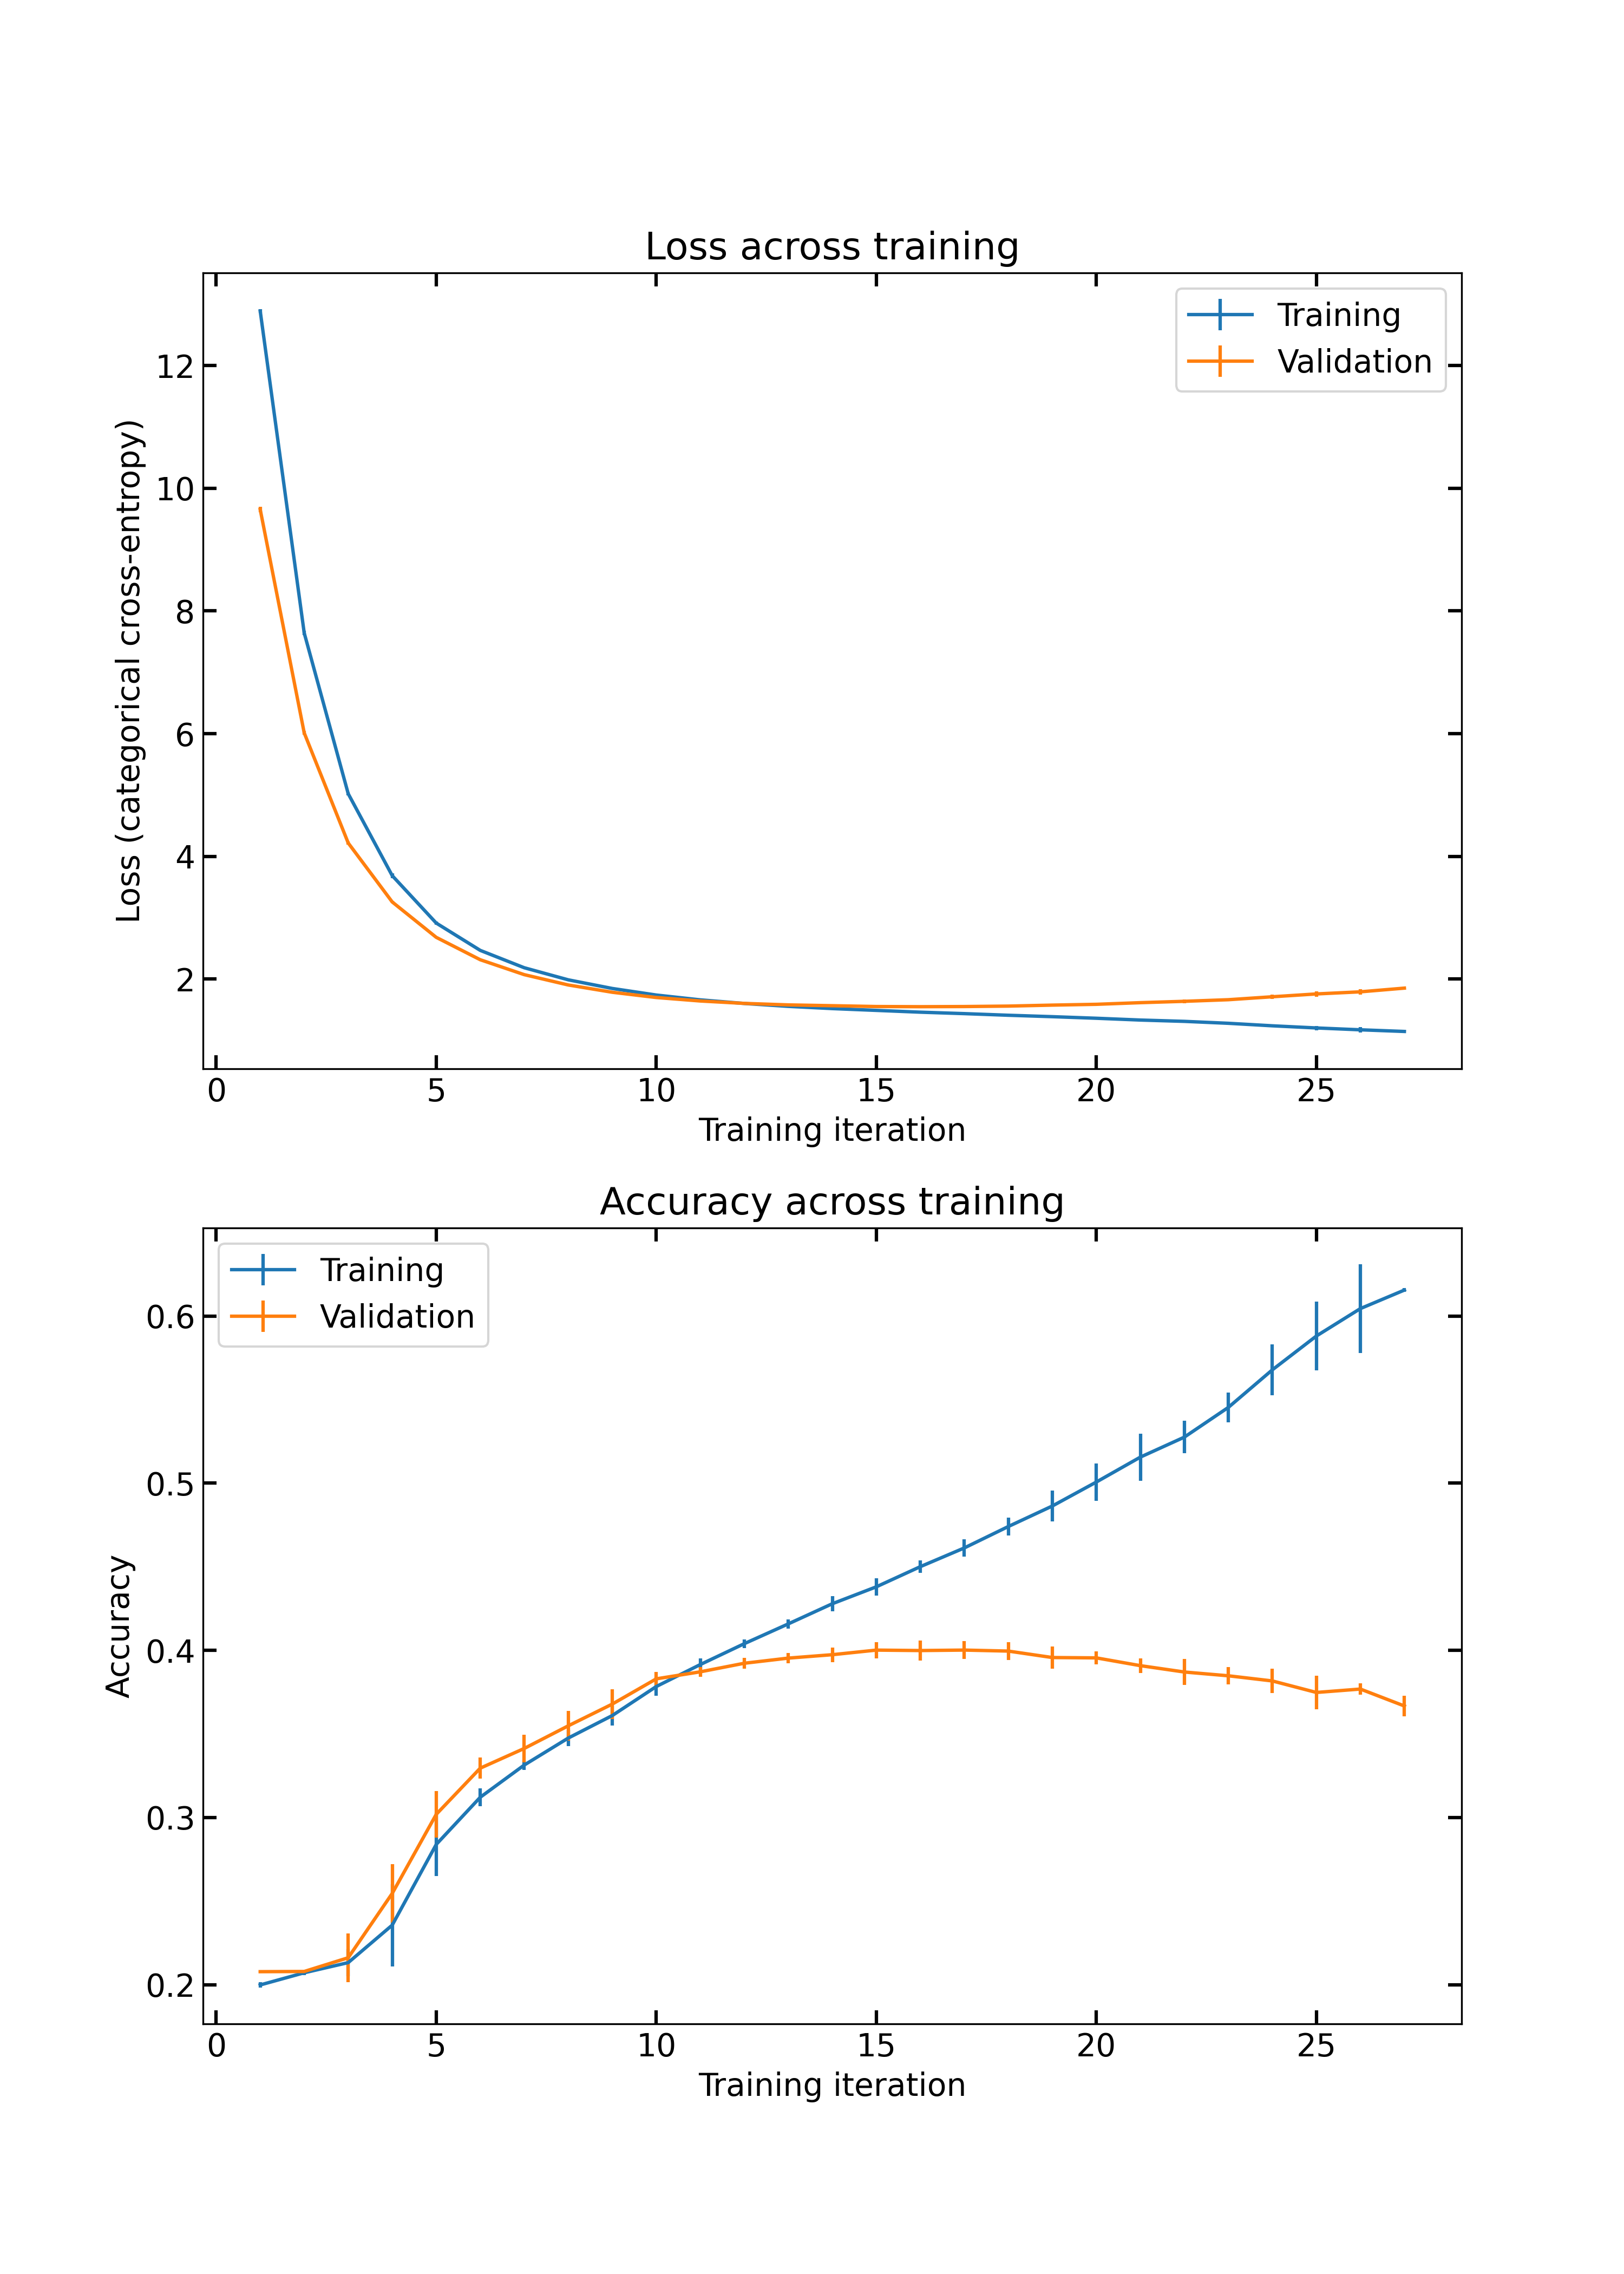 Loss across training
Training
Validation
12
10
8
6
4
2
Loss (categorical cross-entropy)
0 5 10 15 20 25
Training iteration
Accuracy across training
Training
Validation
0.6
0.5
0.4
0.3
0.2
Accuracy
0 5 10 15 20 25
Training iteration